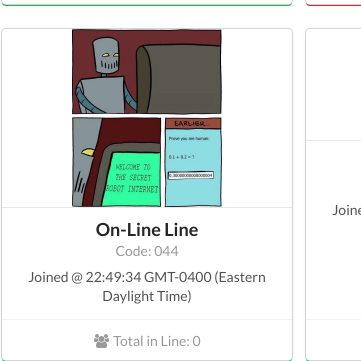 EARLIER...
Prove you are human:
0.1 + 0.2 = ?
0.30000000000000004
WELCOME TO
THE SECRET
ROBOT INTERNET
On-Line Line
Code: 044
Joined @ 22:49:34 GMT-0400 (Eastern
Daylight Time)
Total in Line: 0
Joine